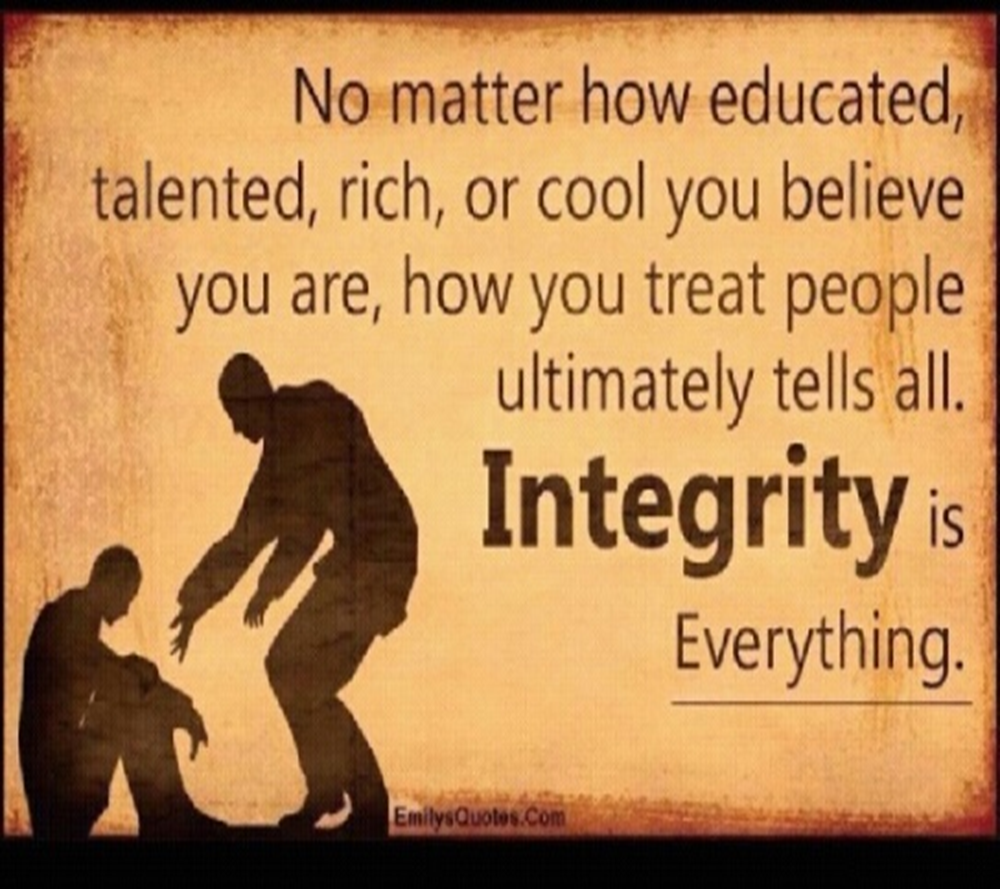 No matter how educated,
talented, rich, or cool you believe
you are, how you treat people
ultimately tells all.
Integrity is
Everything.
EmilysQuotes.Com